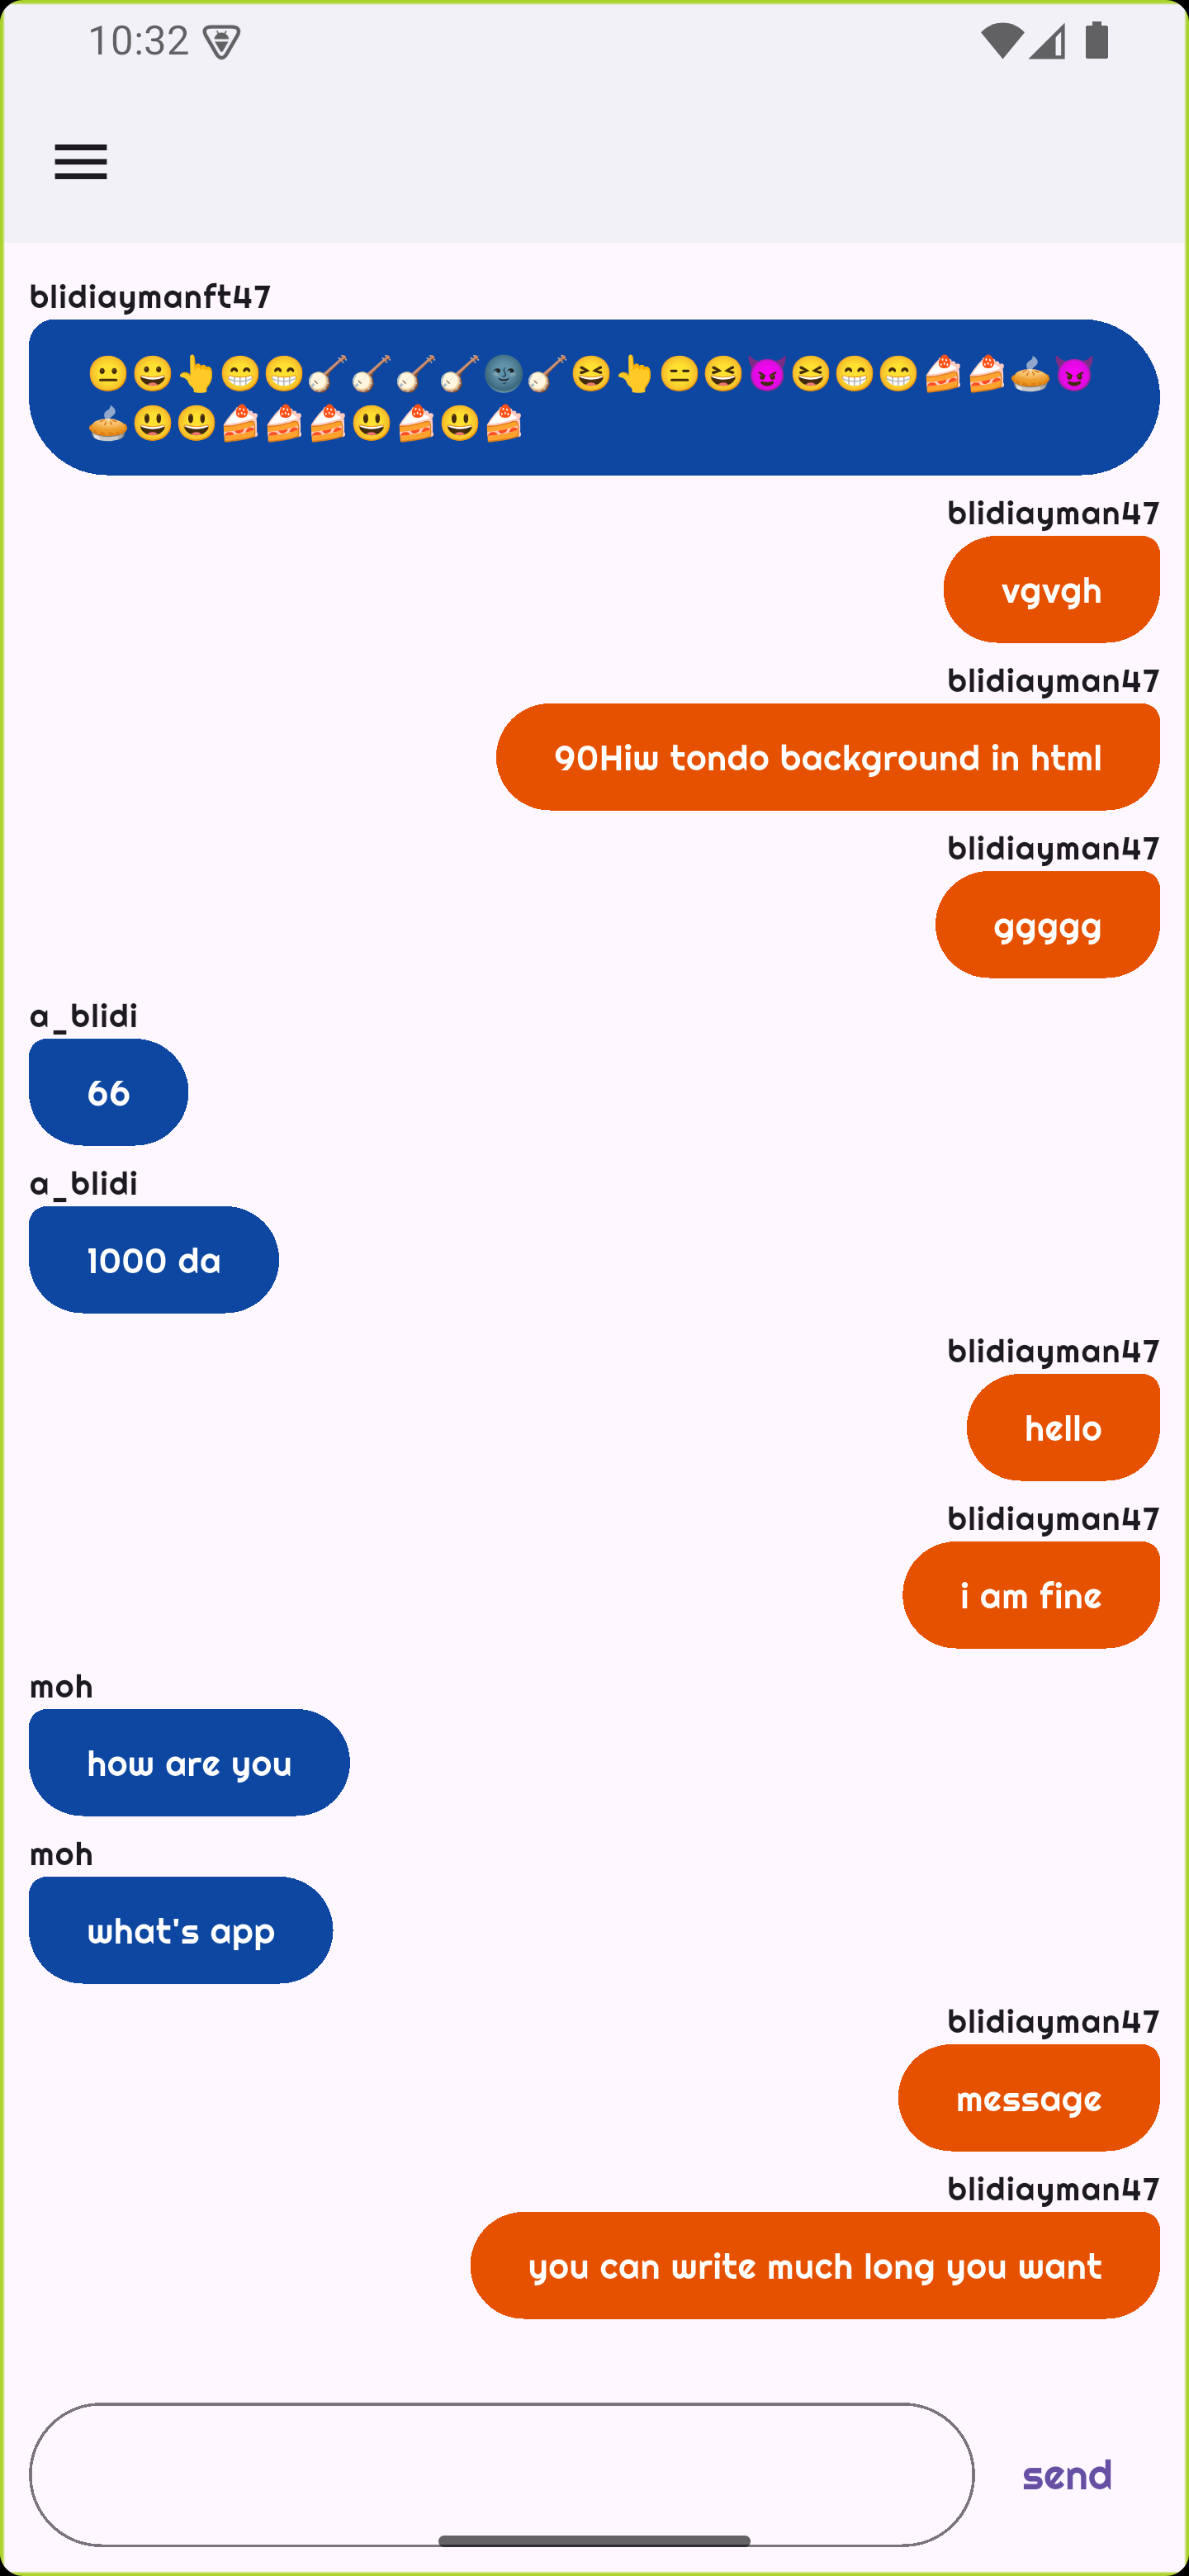 10:32
blidiaymanft47
😐😀👆😁😁🪕🪕🪕🪕🌚🪕😆👆😑😆😈😆😁😁🍰🍰🥧😈
🥧😃😃🍰🍰🍰😃🍰😃🍰
blidiayman47
vgvgh
blidiayman47
90Hiw tondo background in html
blidiayman47
ggggg
a_blidi
66
a_blidi
1000 da
blidiayman47
hello
blidiayman47
i am fine
moh
how are you
moh
what's app
blidiayman47
message
blidiayman47
you can write much long you want
send